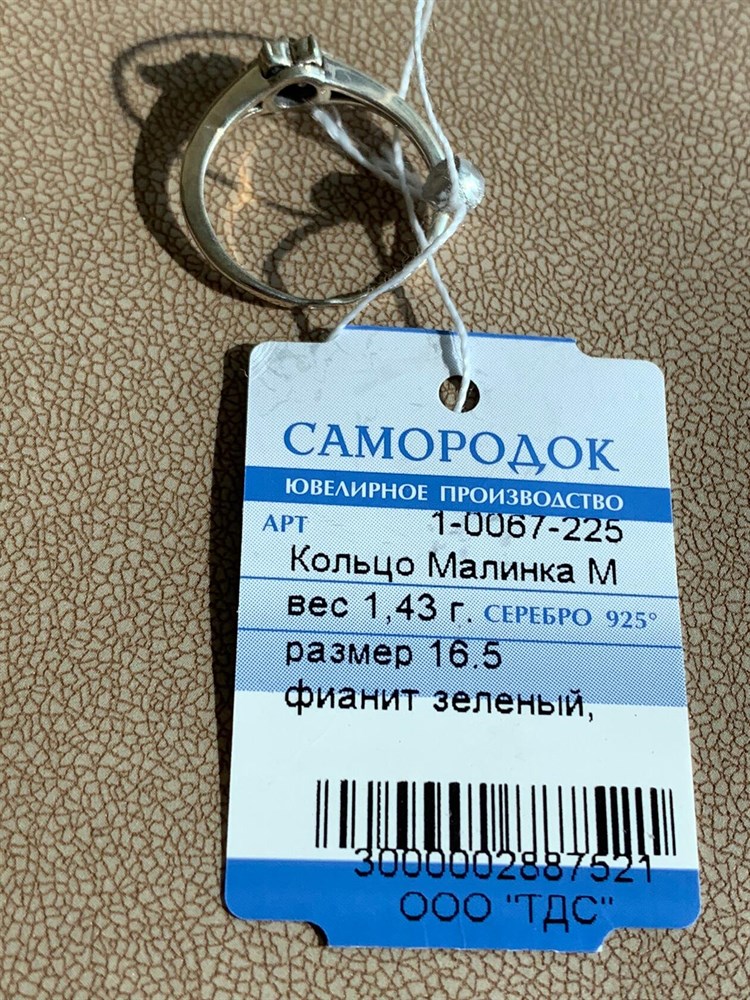 САМОРОДОК
ЮВЕЛИРНОЕ ПРОИЗВОДСТВО
АРТ 1-0067-225
Кольцо Малинка М
вес 1,43 г. СЕРЕБРО 925°
размер 16.5
фианит зеленый,
3000002887521
ООО "ТДС"